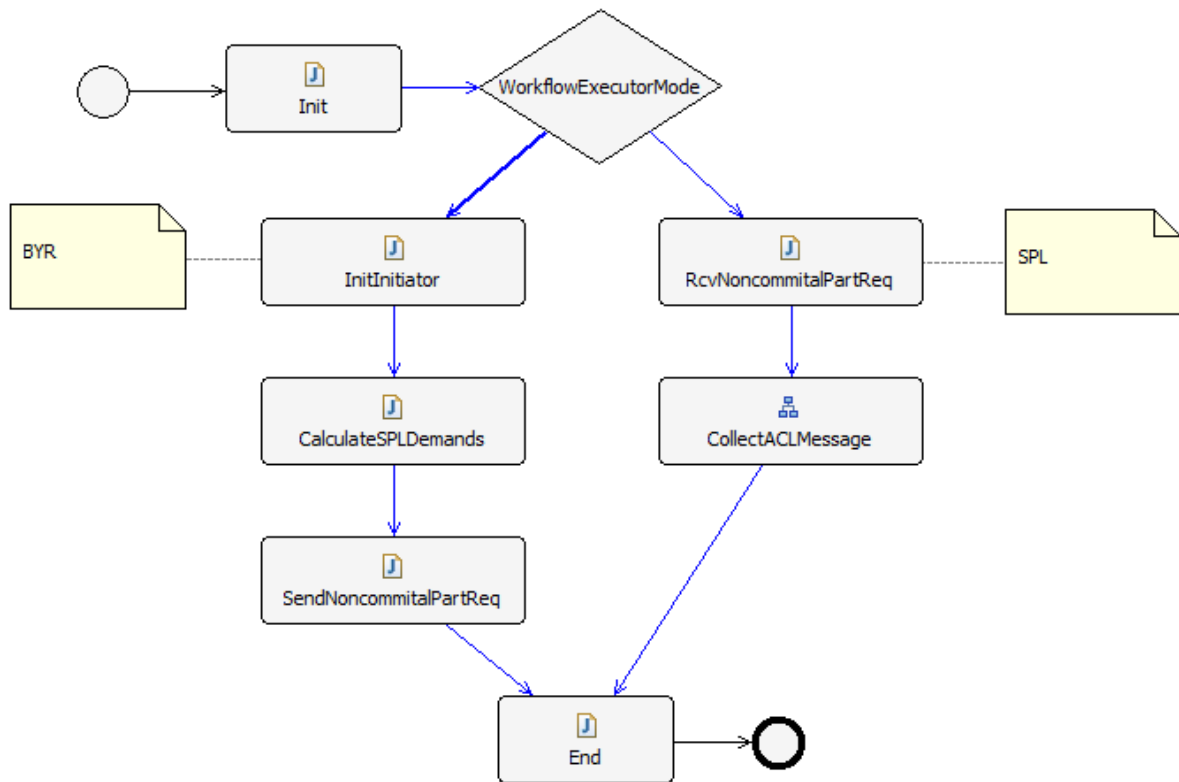 Init
WorkflowExecutorMode
BYR
InitInitiator
RcvNoncommitalPartReq
SPL
CalculateSPLDemands
CollectACLMessage
SendNoncommitalPartReq
End